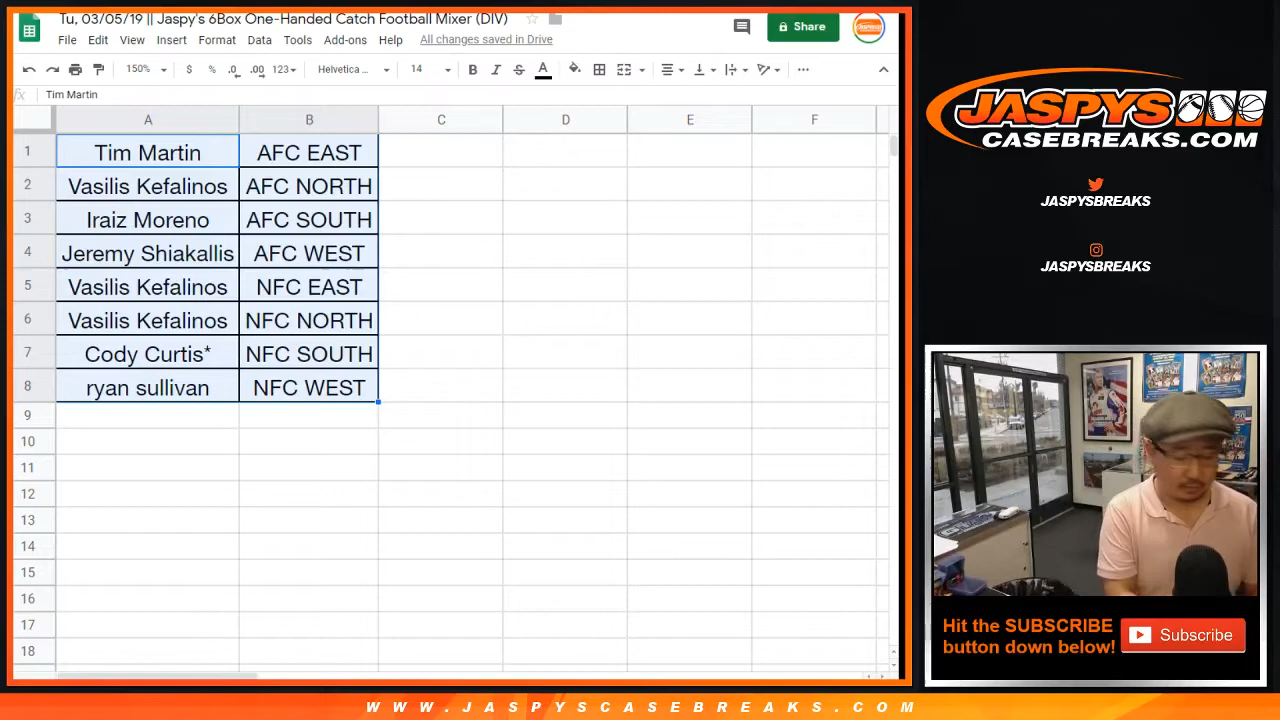 Tu, 03/05/19 || Jaspy's 6Box One-Handed Catch Football Mixer (DIV)
File Edit View Insert Format Data Tools Add-ons Help All changes saved in Drive
Share
150% $ % .0 .00 123 Helvetica ... 14 B I S A
fx Tim Martin
A B C D E F
1 Tim Martin AFC EAST
2 Vasilis Kefalinos AFC NORTH
3 Iraiz Moreno AFC SOUTH
4 Jeremy Shiakallis AFC WEST
5 Vasilis Kefalinos NFC EAST
6 Vasilis Kefalinos NFC NORTH
7 Cody Curtis* NFC SOUTH
8 ryan sullivan NFC WEST
9
10
11
12
13
14
15
16
17
18
JASPYS
CASEBREAKS.COM
JASPYSBREAKS
JASPYSBREAKS
Hit the SUBSCRIBE
button down below!
Subscribe
WWW.JASPYSCASEBREAKS.COM